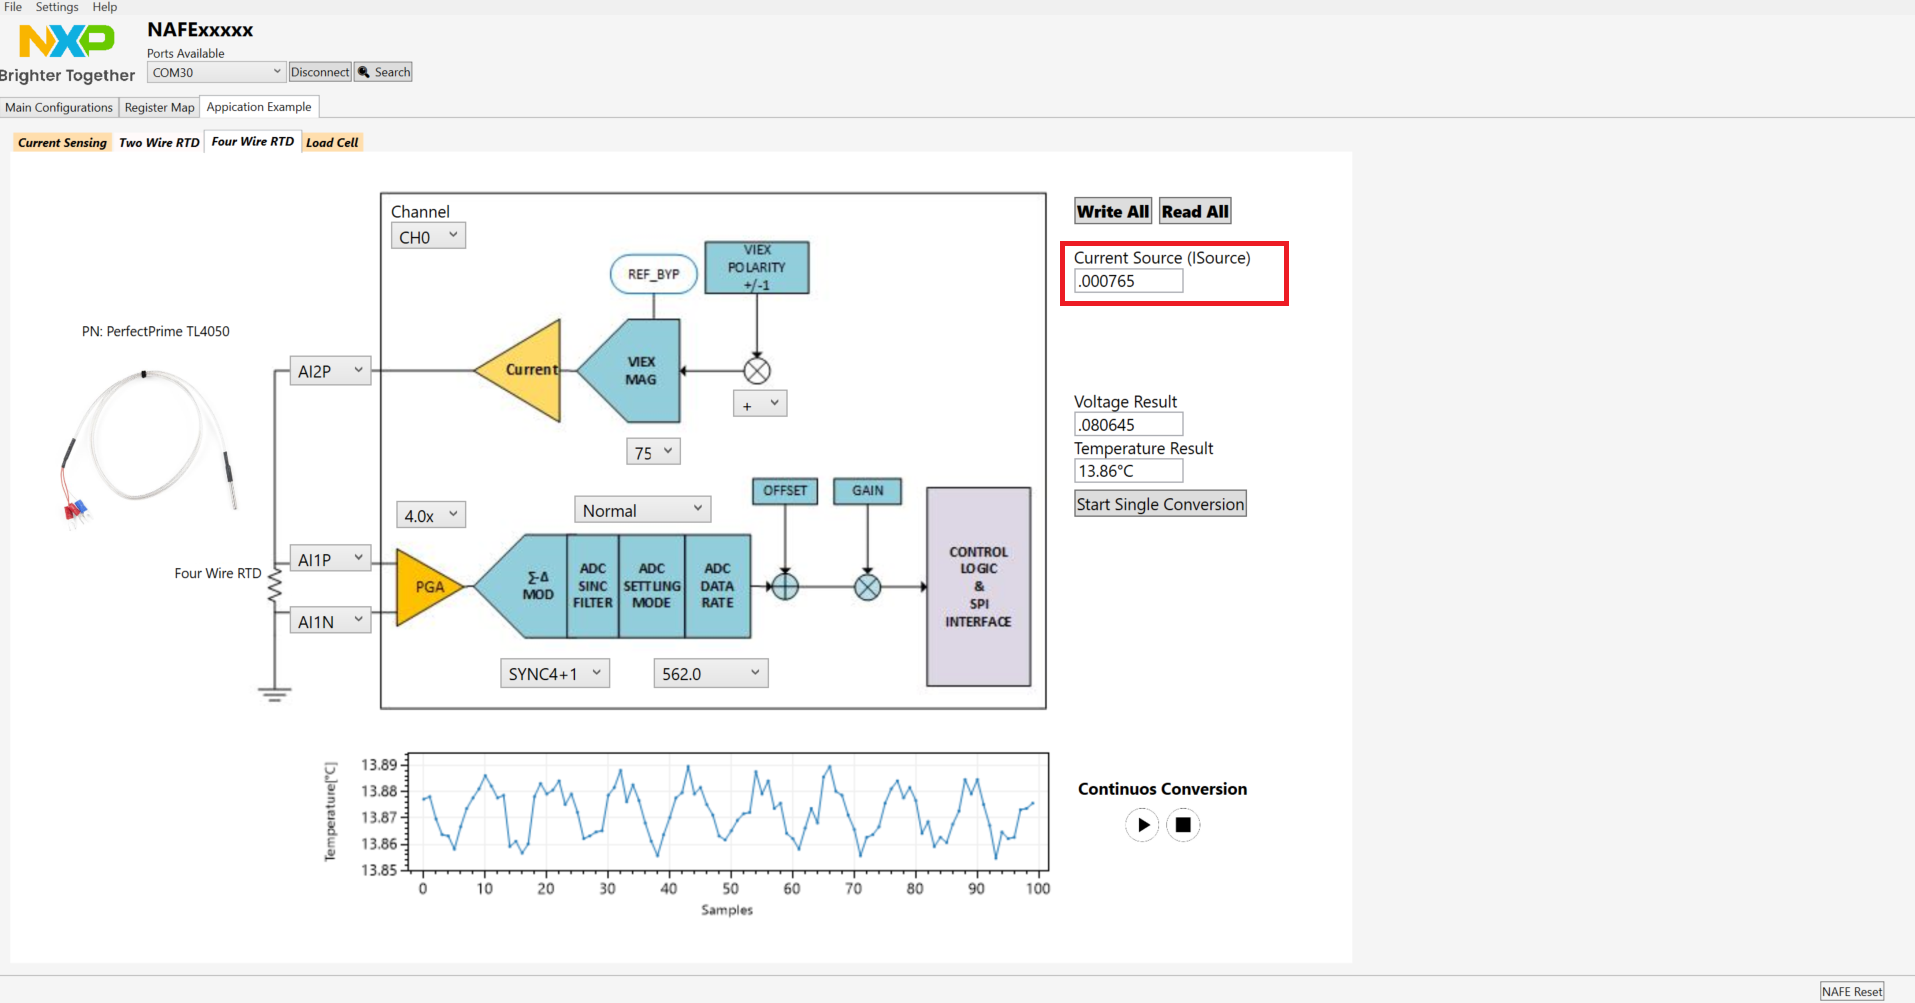 File Settings Help
NXP
Brighter Together
NAFExxxxx
Ports Available
COM30
Disconnect
Search
Main Configurations
Register Map
Appication Example
Current Sensing
Two Wire RTD
Four Wire RTD
Load Cell
Channel
CH0
REF_BYP
VIEX
POLARITY
+/-1
PN: PerfectPrime TL4050
AI2P
Current
VIEX
MAG
+
75
4.0x
Normal
OFFSET
GAIN
AI1P
Four Wire RTD
AI1N
PGA
Σ-Δ
MOD
ADC
SINC
FILTER
ADC
SETTLING
MODE
ADC
DATA
RATE
CONTROL
LOGIC
&
SPI
INTERFACE
SYNC4+1
562.0
Write All
Read All
Current Source (ISource)
.000765
Voltage Result
.080645
Temperature Result
13.86°C
Start Single Conversion
Temperature[°C]
13.89
13.88
13.87
13.86
13.85
0 10 20 30 40 50 60 70 80 90 100
Samples
Continuos Conversion
NAFE Reset